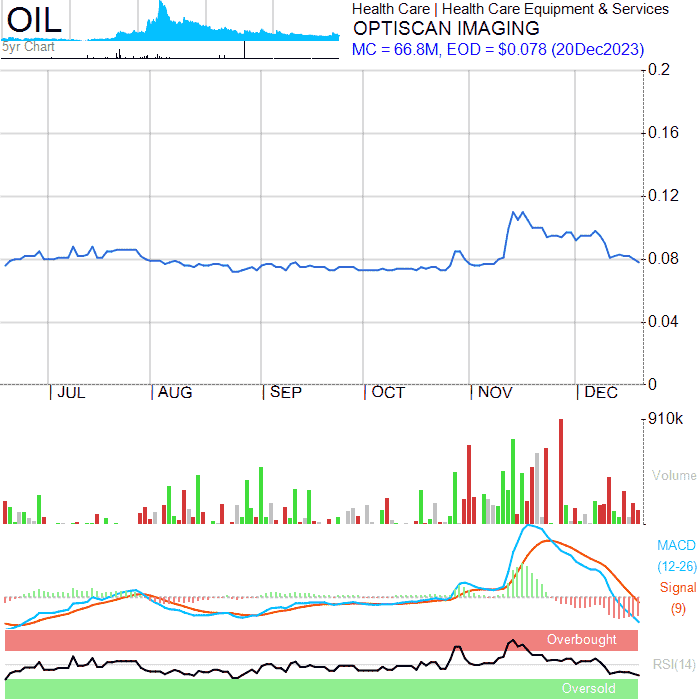 OIL
5yr Chart
Health Care | Health Care Equipment & Services
OPTISCAN IMAGING
MC = 66.8M, EOD = $0.078 (20Dec2023)
0.2
0.16
0.12
0.08
0.04
0
JUL AUG SEP OCT NOV DEC
910k
Volume
MACD
(12-26)
Signal
(9)
Overbought
RSI(14)
Oversold